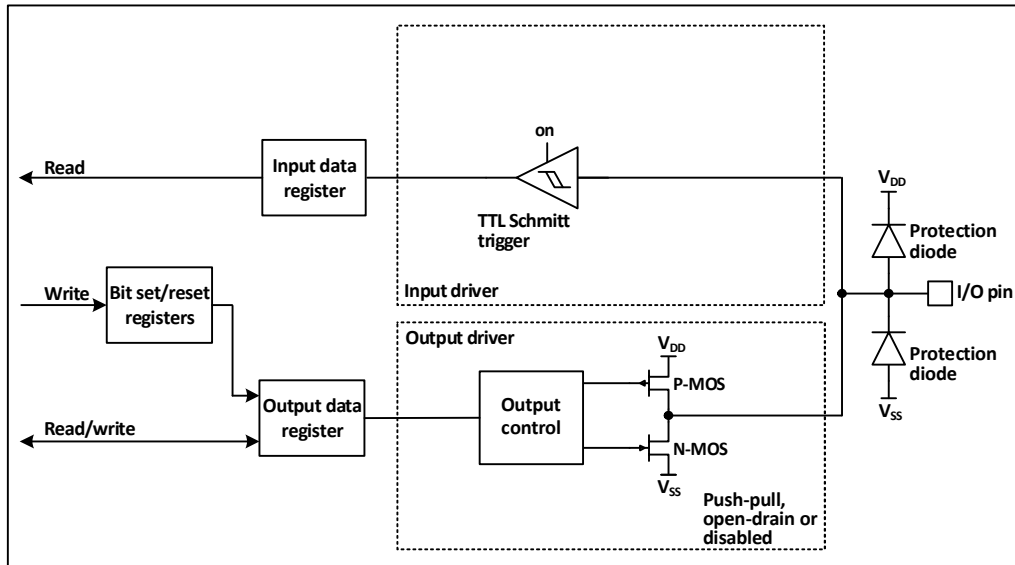 on
Read
Input data
register
TTL Schmitt
trigger
VDD
Protection
diode
Write
Bit set/reset
registers
Input driver
I/O pin
Output driver
VDD
Protection
diode
P-MOS
Output
control
Output data
register
VSS
Read/write
N-MOS
VSS
Push-pull,
open-drain or
disabled